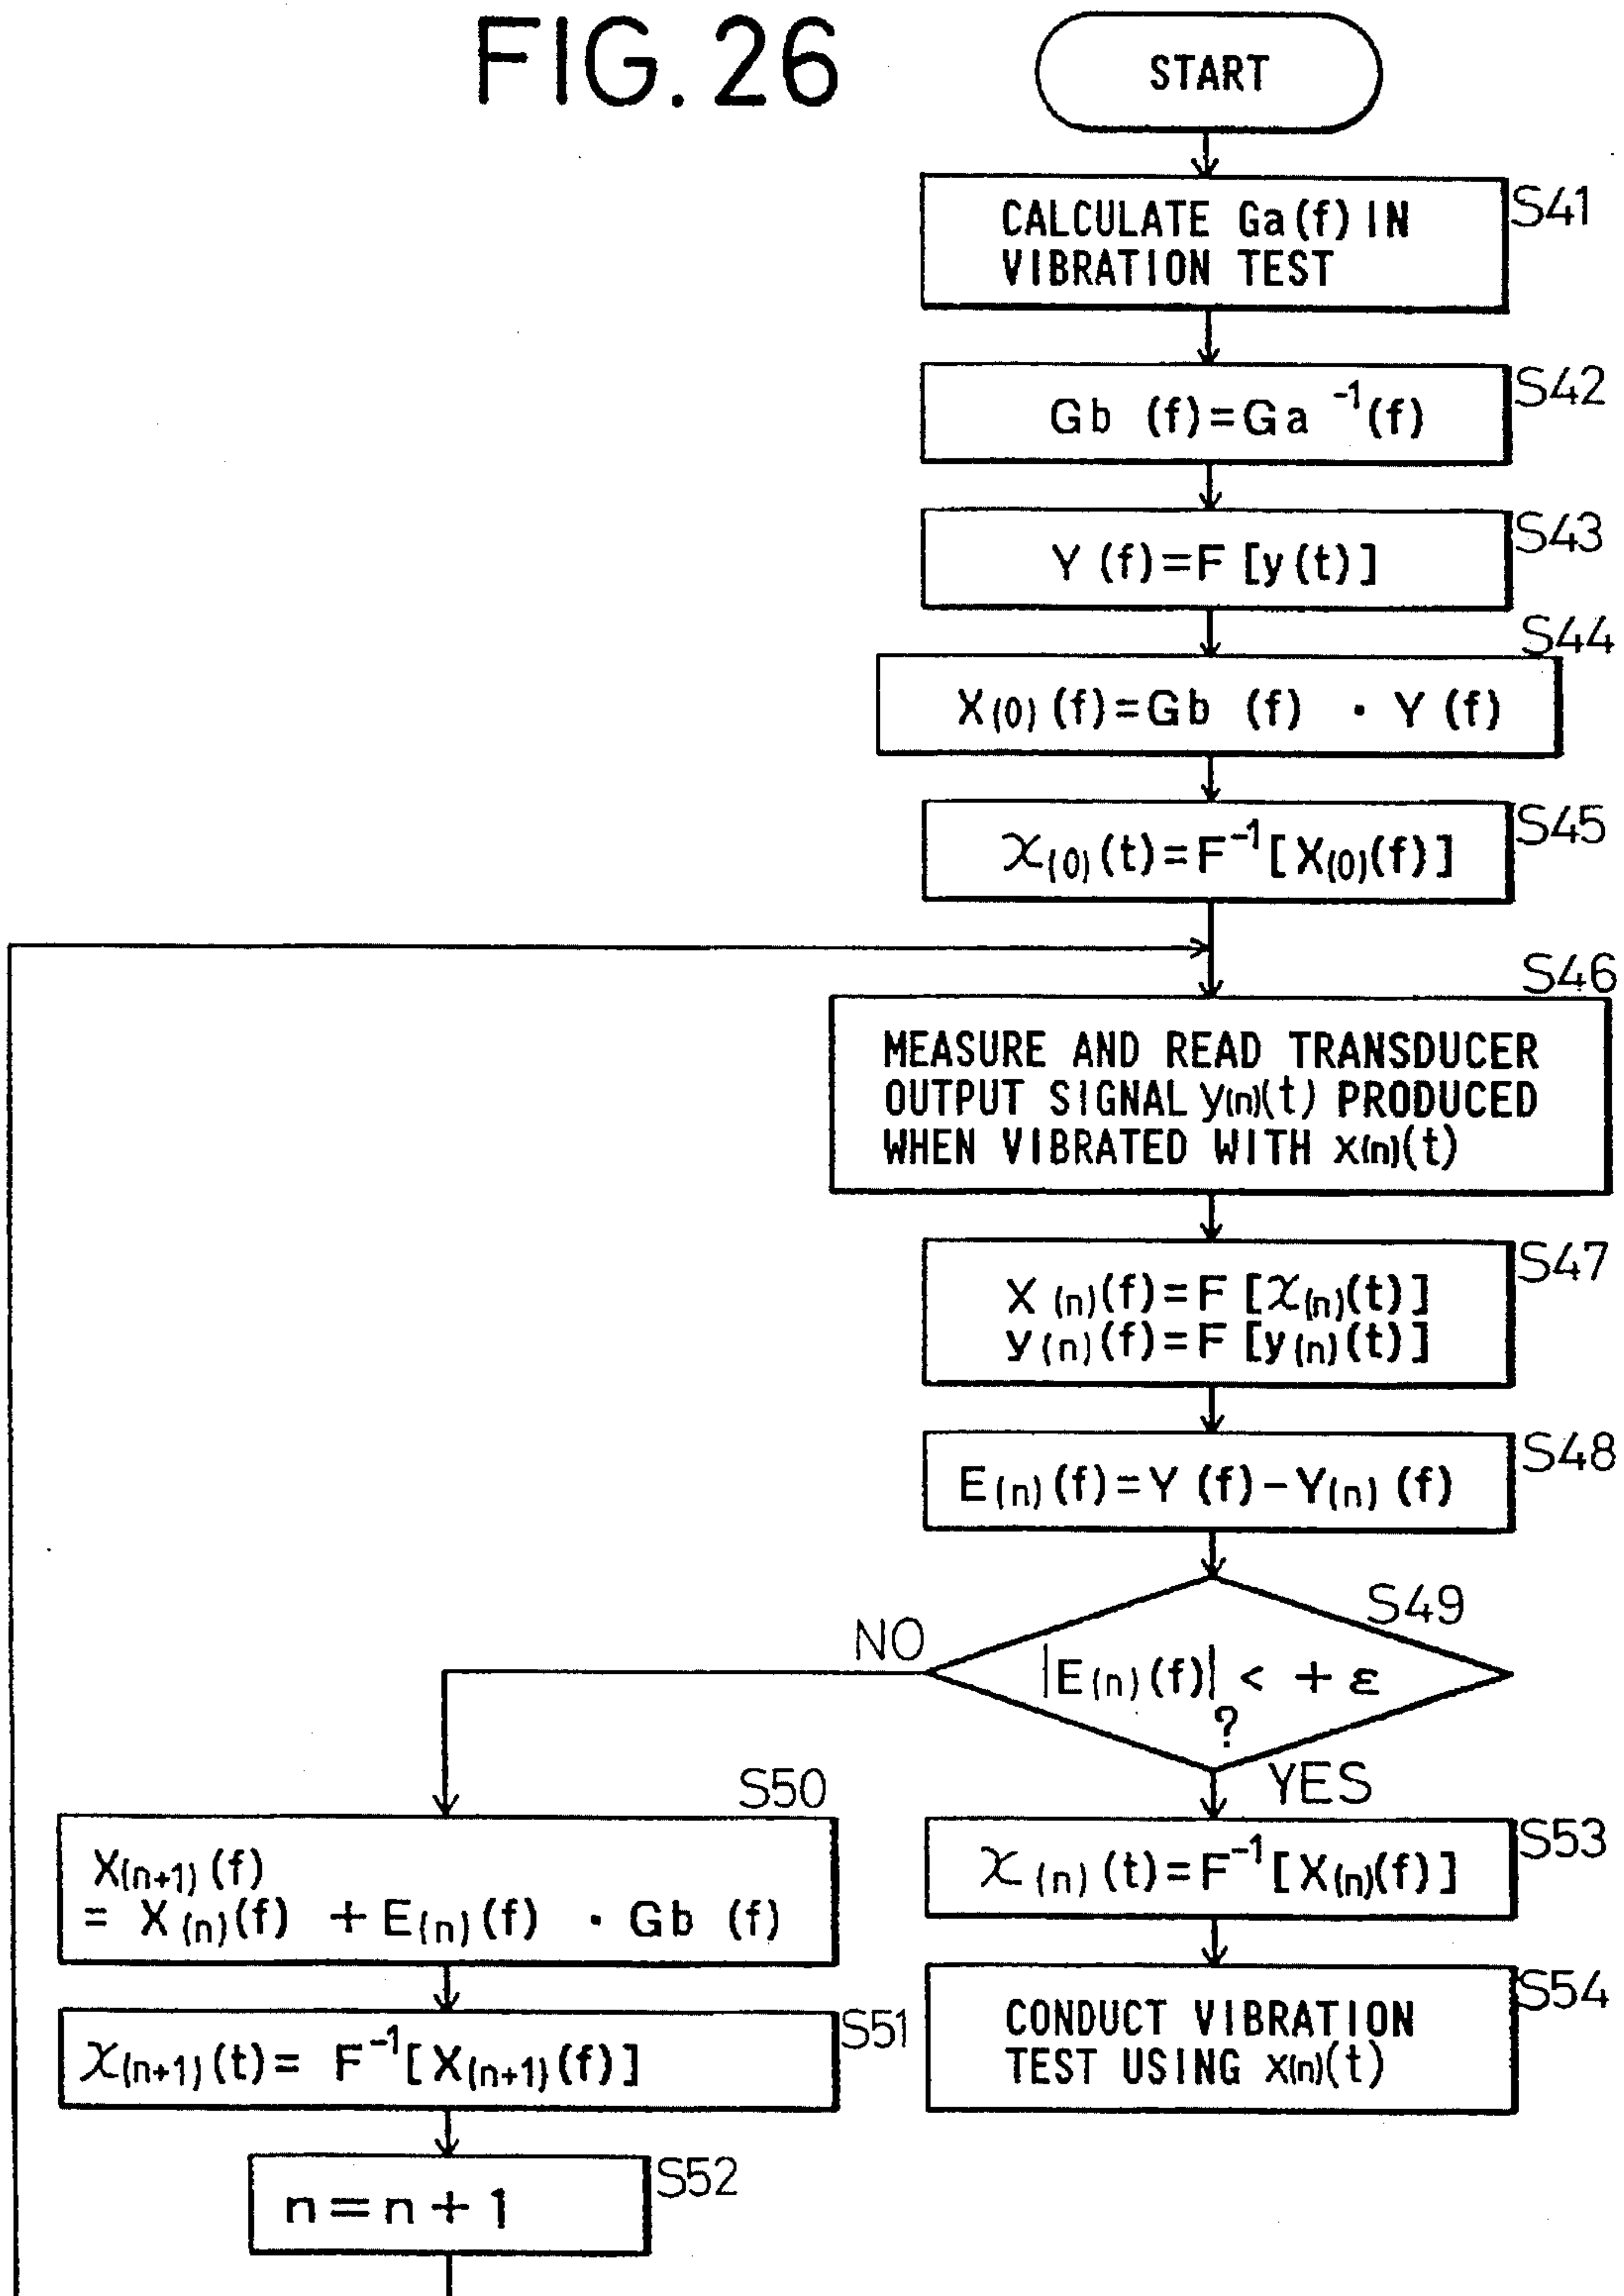 FIG. 26
START
S41
CALCULATE Ga(f) IN
VIBRATION TEST
S42
Gb (f)=Ga ⁻¹(f)
S43
Y (f)=F [y(t)]
S44
X(0) (f)=Gb (f) · Y (f)
S45
x(0)(t)=F⁻¹[X(0)(f)]
S46
MEASURE AND READ TRANSDUCER
OUTPUT SIGNAL y(n)(t) PRODUCED
WHEN VIBRATED WITH x(n)(t)
S47
X (n)(f)=F [x(n)(t)]
y(n)(f)=F [y(n)(t)]
S48
E(n)(f)=Y (f)−Y(n) (f)
S49
NO
|E(n)(f)| < + ε
?
YES
S50
X(n+1) (f)
= X(n)(f) + E(n)(f) · Gb (f)
S53
x (n) (t)=F⁻¹[X(n)(f)]
S51
x(n+1)(t)= F⁻¹[X(n+1)(f)]
S54
CONDUCT VIBRATION
TEST USING x(n)(t)
S52
n=n+1